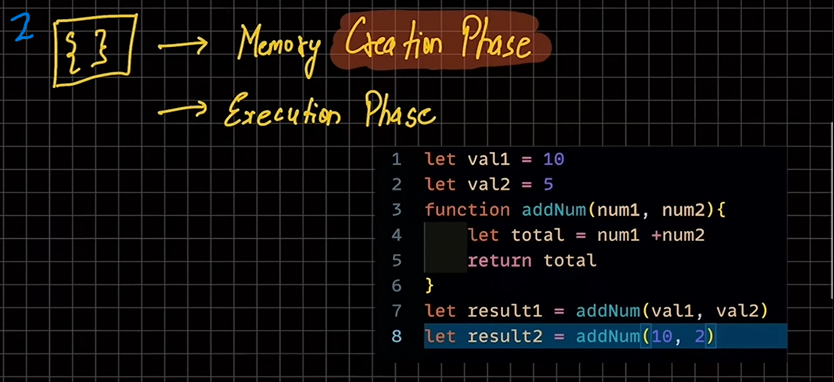 2 { } → Memory Creation Phase
→ Execution Phase
1 let val1 = 10
2 let val2 = 5
3 function addNum(num1, num2){
4 let total = num1 +num2
5 return total
6 }
7 let result1 = addNum(val1, val2)
8 let result2 = addNum(10, 2)